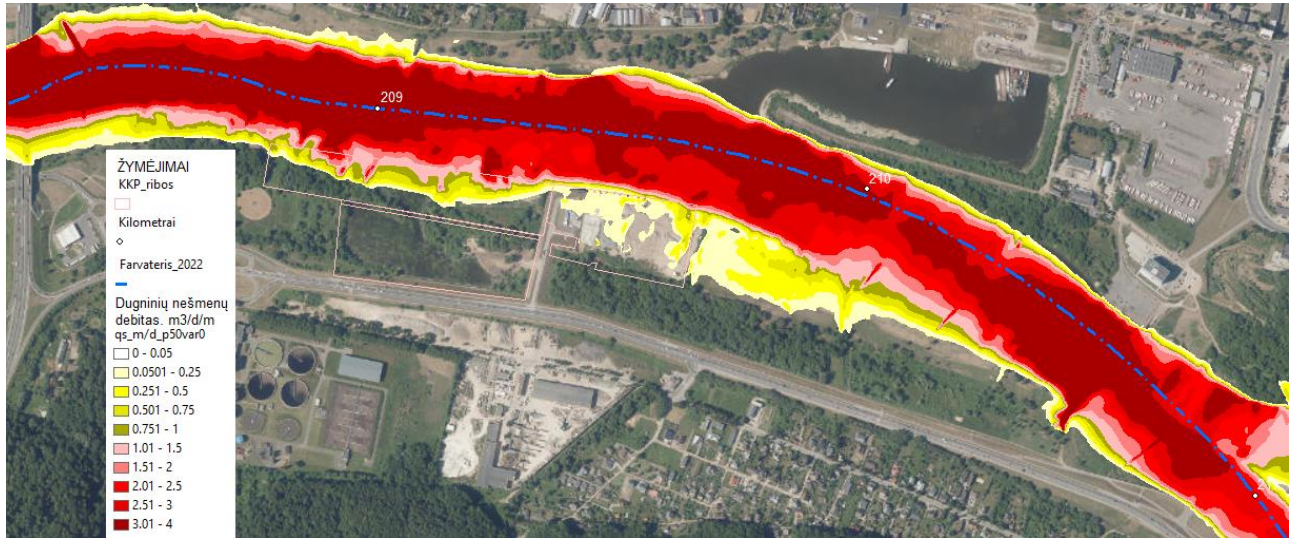 209
210
21
ŽYMĖJIMAI
KKP_ribos
Kilometrai
Farvateris_2022
Dugninių nešmenų
debitas. m3/d/m
qs_m/d_p50var0
0 - 0.05
0.0501 - 0.25
0.251 - 0.5
0.501 - 0.75
0.751 - 1
1.01 - 1.5
1.51 - 2
2.01 - 2.5
2.51 - 3
3.01 - 4